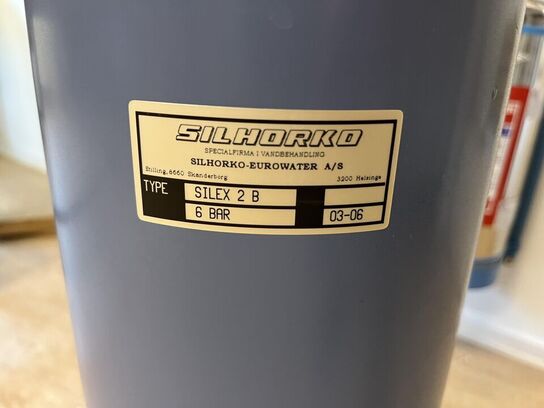 SILHORKO
SPECIALFIRMA I VANDBEHANDLING
SILHORKO-EUROWATER A/S
Stilling, 8660 Skanderborg 3200 Helsinge
TYPE SILEX 2 B
6 BAR 03-06